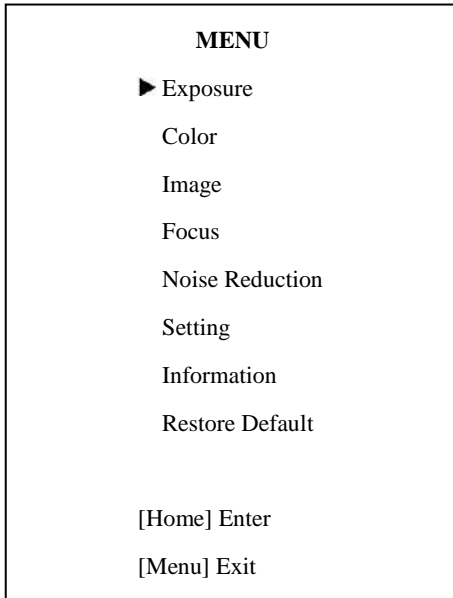 MENU
Exposure
Color
Image
Focus
Noise Reduction
Setting
Information
Restore Default
[Home] Enter
[Menu] Exit